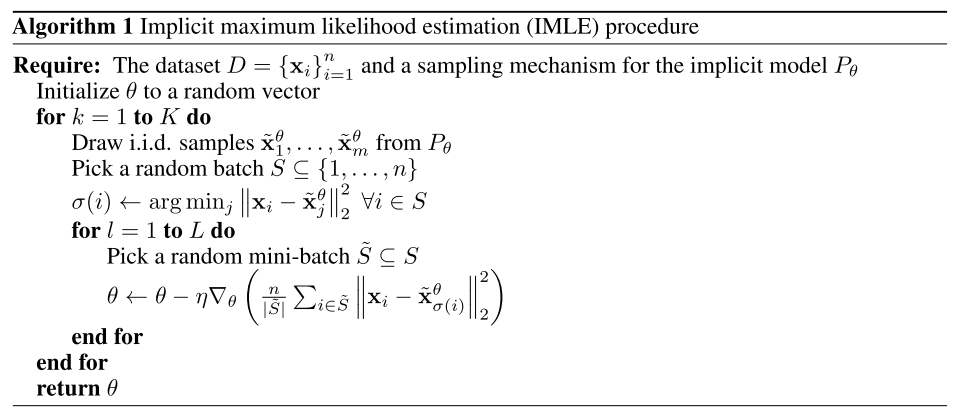 Algorithm 1 Implicit maximum likelihood estimation (IMLE) procedure
Require: The dataset $D = \{\mathbf{x}_i\}_{i=1}^{n}$ and a sampling mechanism for the implicit model $P_\theta$
Initialize $\theta$ to a random vector
for $k = 1$ to $K$ do
Draw i.i.d. samples $\tilde{\mathbf{x}}_1^\theta, \ldots, \tilde{\mathbf{x}}_m^\theta$ from $P_\theta$
Pick a random batch $S \subseteq \{1, \ldots, n\}$
$\sigma(i) \leftarrow \arg\min_j \left\| \mathbf{x}_i - \tilde{\mathbf{x}}_j^\theta \right\|_2^2 \ \forall i \in S$
for $l = 1$ to $L$ do
Pick a random mini-batch $\tilde{S} \subseteq S$
$\theta \leftarrow \theta - \eta \nabla_\theta \left( \frac{n}{|\tilde{S}|} \sum_{i \in \tilde{S}} \left\| \mathbf{x}_i - \tilde{\mathbf{x}}_{\sigma(i)}^\theta \right\|_2^2 \right)$
end for
end for
return $\theta$